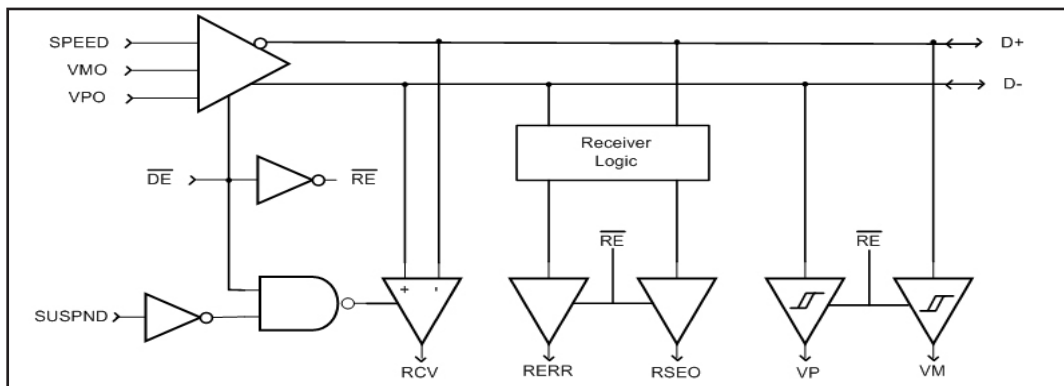 SPEED
VMO
VPO
D+
D-
Receiver
Logic
DE
RE
RE
RE
SUSPND
+
-
RCV
RERR
RSEO
VP
VM